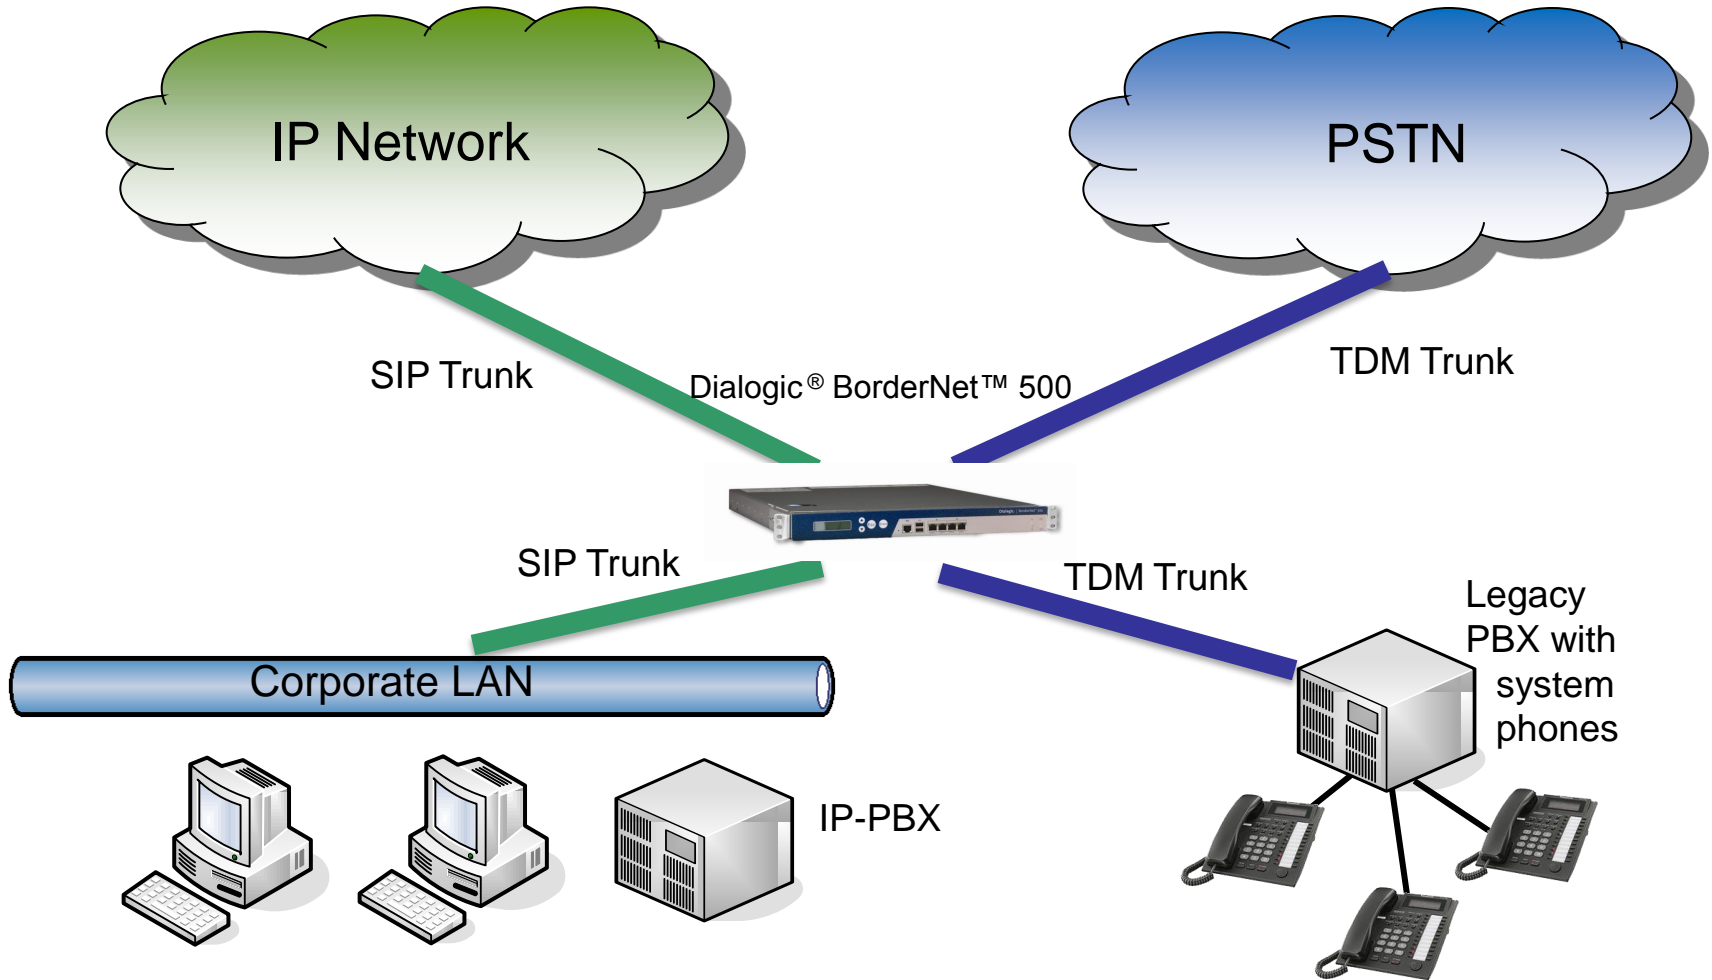 IP Network
PSTN
SIP Trunk
Dialogic® BorderNet™ 500
TDM Trunk
SIP Trunk
TDM Trunk
Legacy
PBX with
system
phones
Corporate LAN
IP-PBX